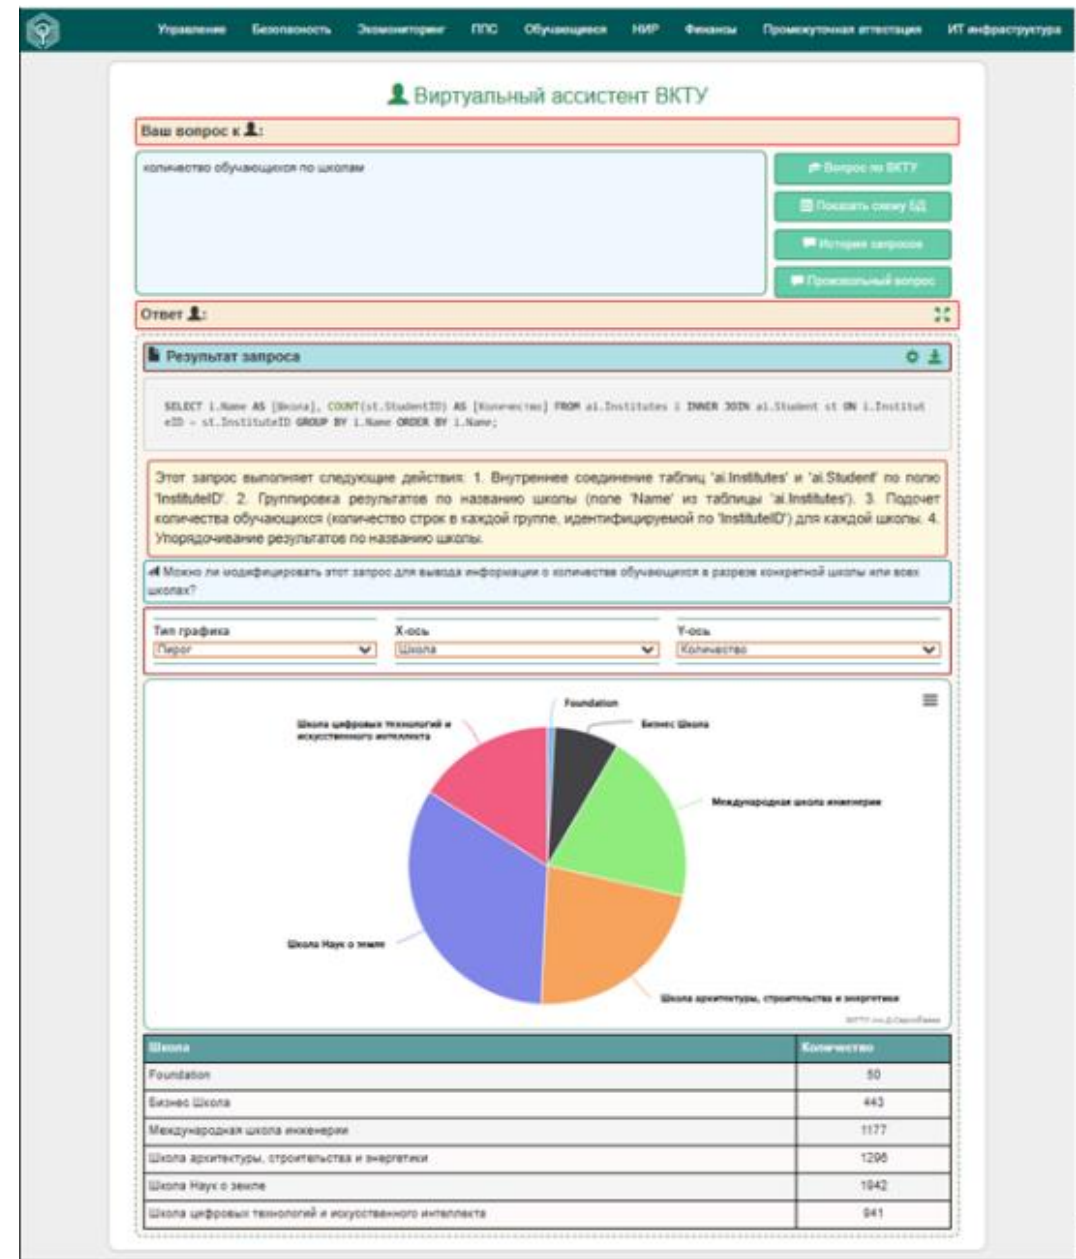 Управление Безопасность Экомониторинг ППС Обучающиеся НИР Финансы Промежуточная аттестация ИТ инфраструктура
Виртуальный ассистент ВКТУ
Ваш вопрос к :
количество обучающихся по школам
Вопрос по ВКТУ
Показать схему БД
История запросов
Произвольный вопрос
Ответ :
Результат запроса
SELECT i.Name AS [Школа], COUNT(st.StudentID) AS [Количество] FROM ai.Institutes i INNER JOIN ai.Student st ON i.Institut
eID = st.InstituteID GROUP BY i.Name ORDER BY i.Name;
Этот запрос выполняет следующие действия: 1. Внутреннее соединение таблиц 'ai.Institutes' и 'ai.Student' по полю
'InstituteID'. 2. Группировка результатов по названию школы (поле 'Name' из таблицы 'ai.Institutes'). 3. Подсчет
количества обучающихся (количество строк в каждой группе, идентифицируемой по 'InstituteID') для каждой школы. 4.
Упорядочивание результатов по названию школы.
Можно ли модифицировать этот запрос для вывода информации о количестве обучающихся в разрезе конкретной школы или всех
школах?
Тип графика X-ось Y-ось
Пирог Школа Количество
Foundation
Школа цифровых технологий и
искусственного интеллекта
Бизнес Школа
Международная школа инженерии
Школа Наук о земле
Школа архитектуры, строительства и энергетики
Школа Количество
Foundation 50
Бизнес Школа 443
Международная школа инженерии 1177
Школа архитектуры, строительства и энергетики 1296
Школа Наук о земле 1942
Школа цифровых технологий и искусственного интеллекта 941